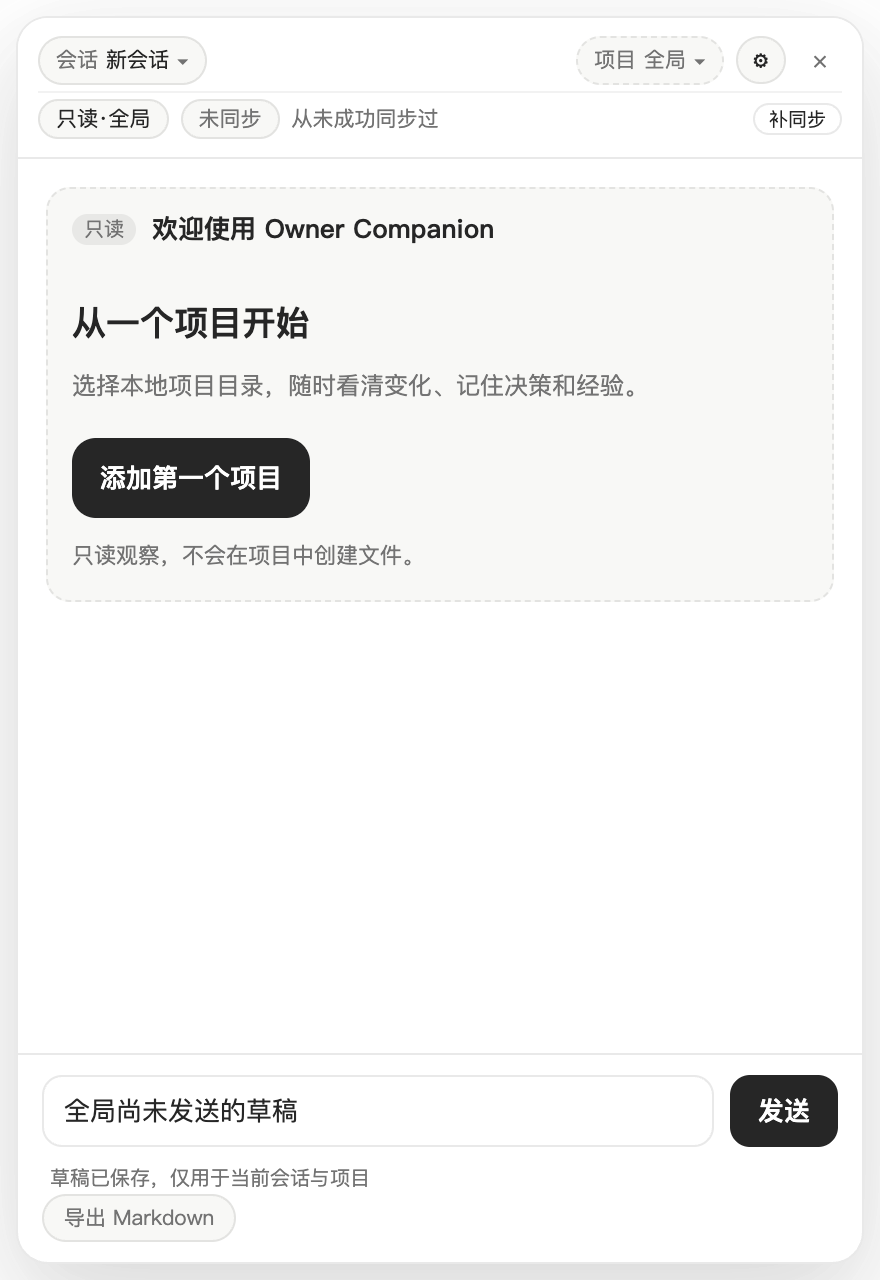 会话 新会话
项目 全局
只读·全局 未同步 从未成功同步过 补同步
只读 欢迎使用 Owner Companion
从一个项目开始
选择本地项目目录，随时看清变化、记住决策和经验。
添加第一个项目
只读观察，不会在项目中创建文件。
全局尚未发送的草稿 发送
草稿已保存，仅用于当前会话与项目
导出 Markdown